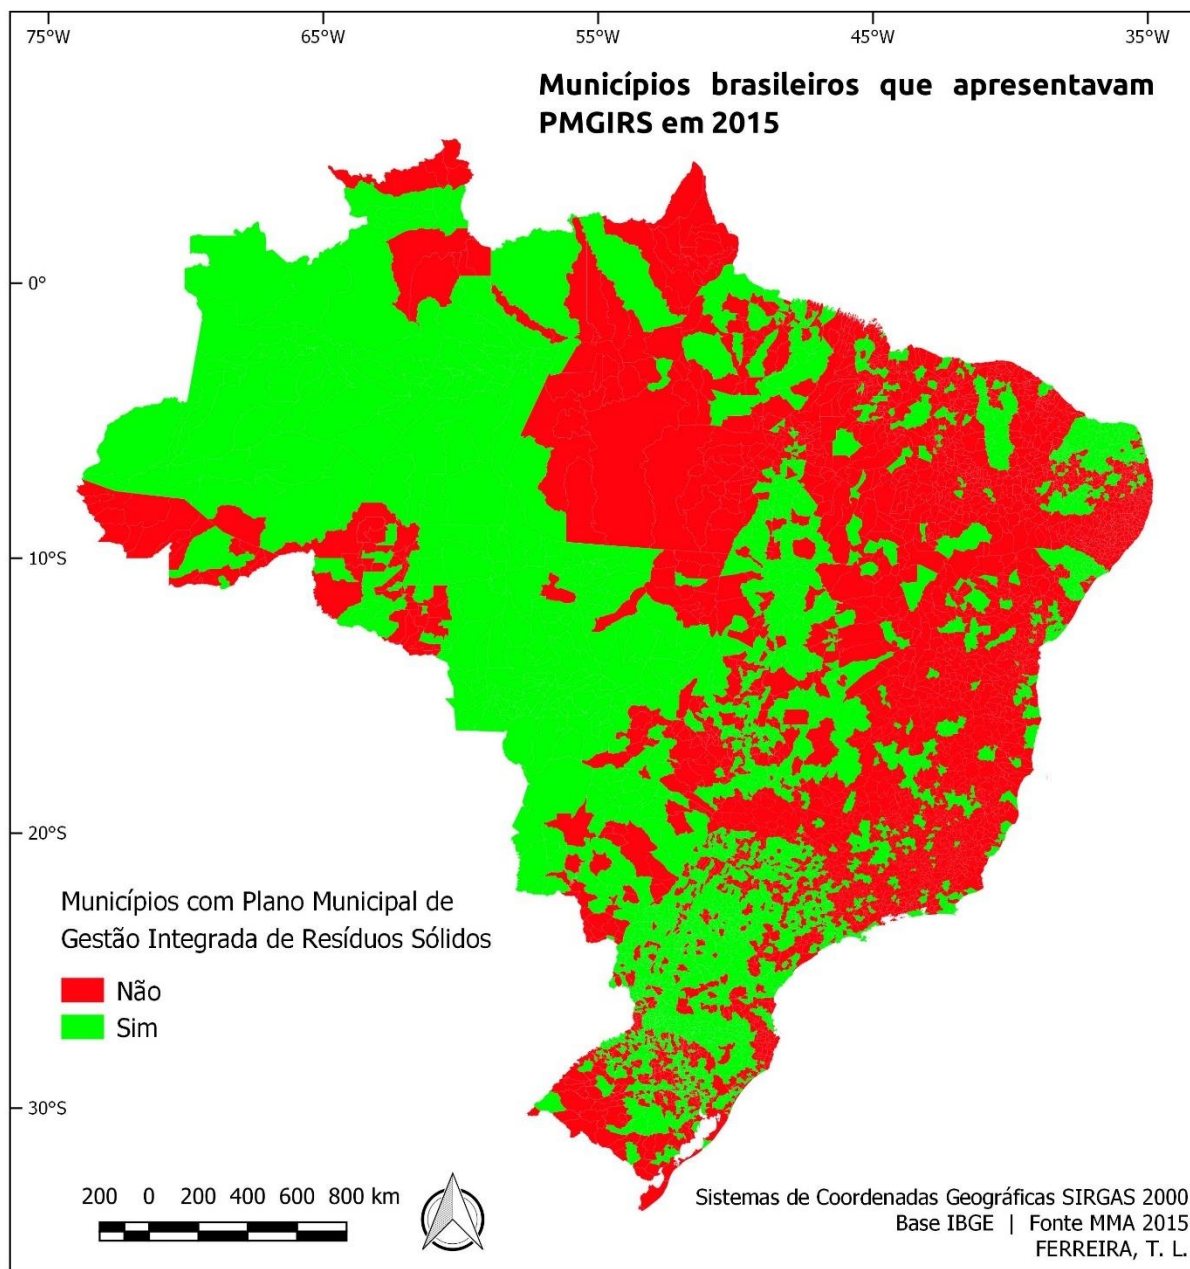 75°W 65°W 55°W 45°W 35°W
Municípios brasileiros que apresentavam
PMGIRS em 2015
0°
10°S
20°S
Municípios com Plano Municipal de
Gestão Integrada de Resíduos Sólidos
Não
Sim
30°S
200 0 200 400 600 800 km
Sistemas de Coordenadas Geográficas SIRGAS 2000
Base IBGE | Fonte MMA 2015
FERREIRA, T. L.